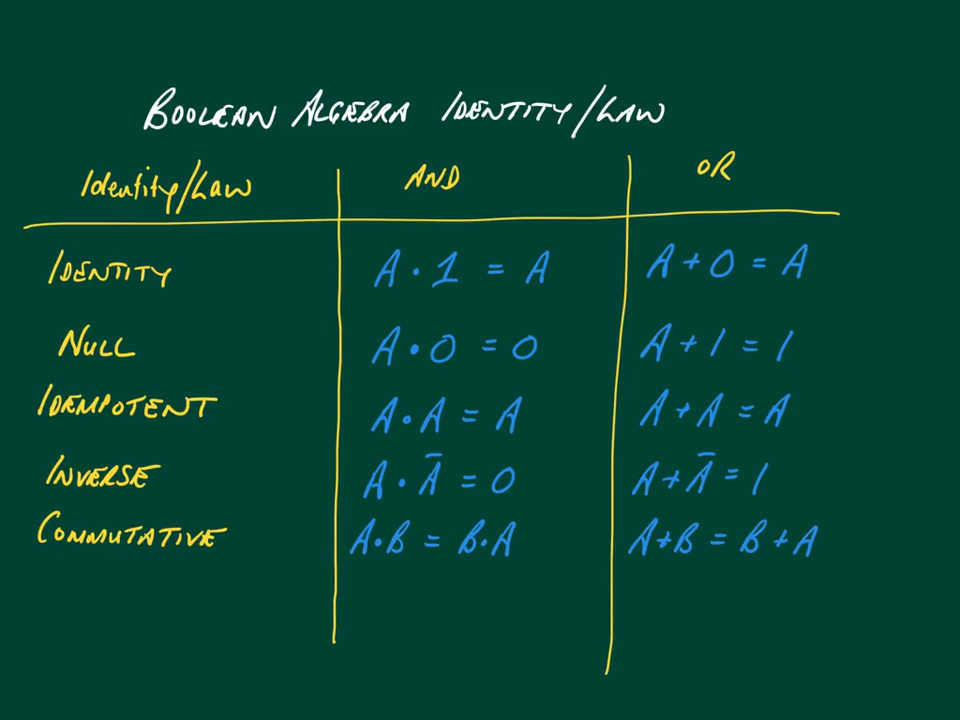 BOOLEAN ALGEBRA IDENTITY/LAW
Identity/Law AND OR
IDENTITY A · 1 = A A + 0 = A
NULL A · 0 = 0 A + 1 = 1
IDEMPOTENT A · A = A A + A = A
INVERSE A · Ā = 0 A + Ā = 1
COMMUTATIVE A · B = B · A A + B = B + A